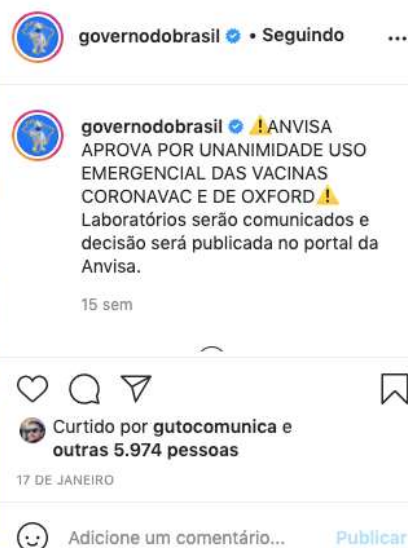 governodobrasil • Seguindo ...
governodobrasil ⚠️ANVISA
APROVA POR UNANIMIDADE USO
EMERGENCIAL DAS VACINAS
CORONAVAC E DE OXFORD⚠️
Laboratórios serão comunicados e
decisão será publicada no portal da
Anvisa.
15 sem
Curtido por gutocomunica e
outras 5.974 pessoas
17 DE JANEIRO
Adicione um comentário... Publicar